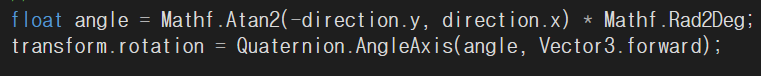 float angle = Mathf.Atan2(-direction.y, direction.x) * Mathf.Rad2Deg;
transform.rotation = Quaternion.AngleAxis(angle, Vector3.forward);